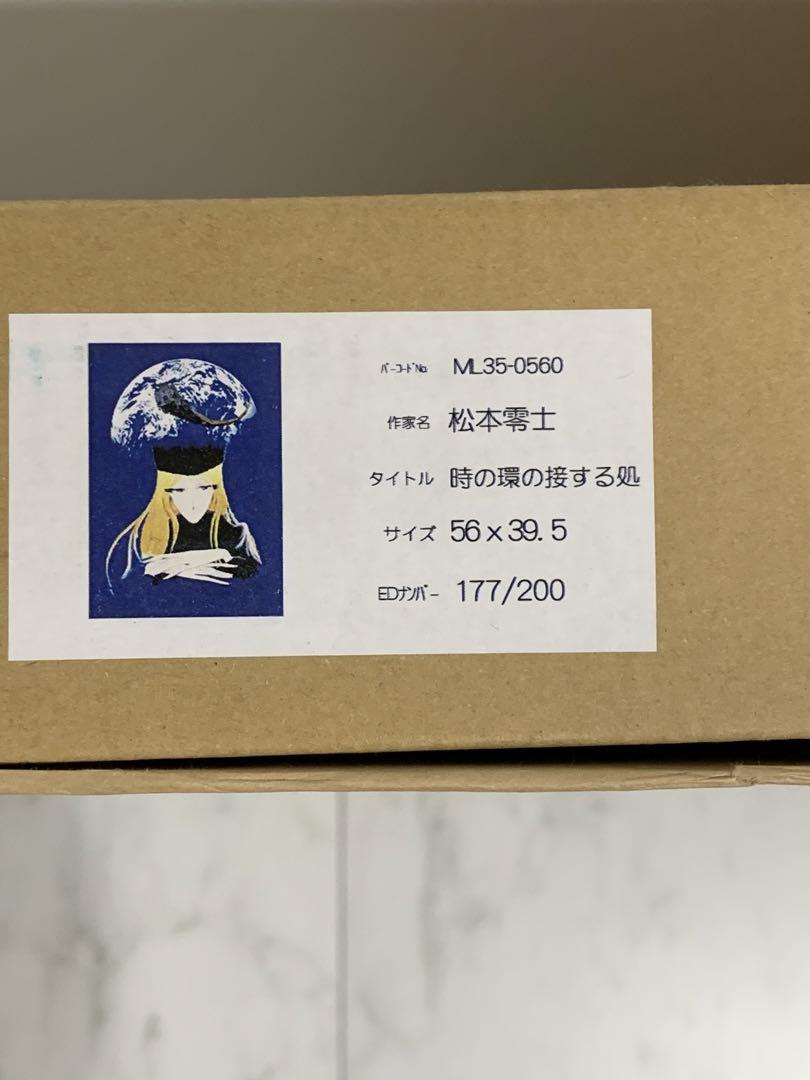 ﾊﾞｰｺｰﾄﾞNo. ML35-0560
作家名 松本零士
タイトル 時の環の接する処
サイズ 56x39.5
EDﾅﾝﾊﾞｰ 177/200